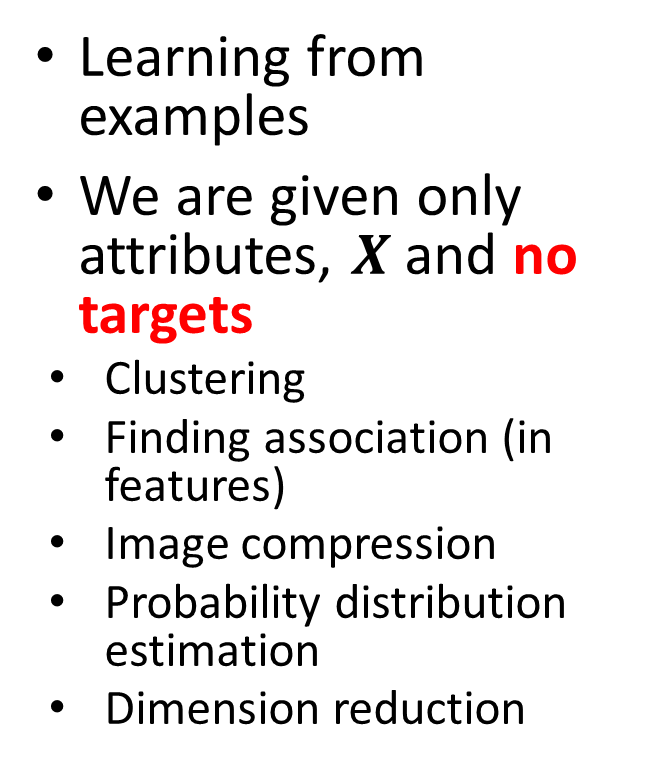 • Learning from
examples
• We are given only
attributes, X and no
targets
• Clustering
• Finding association (in
features)
• Image compression
• Probability distribution
estimation
• Dimension reduction